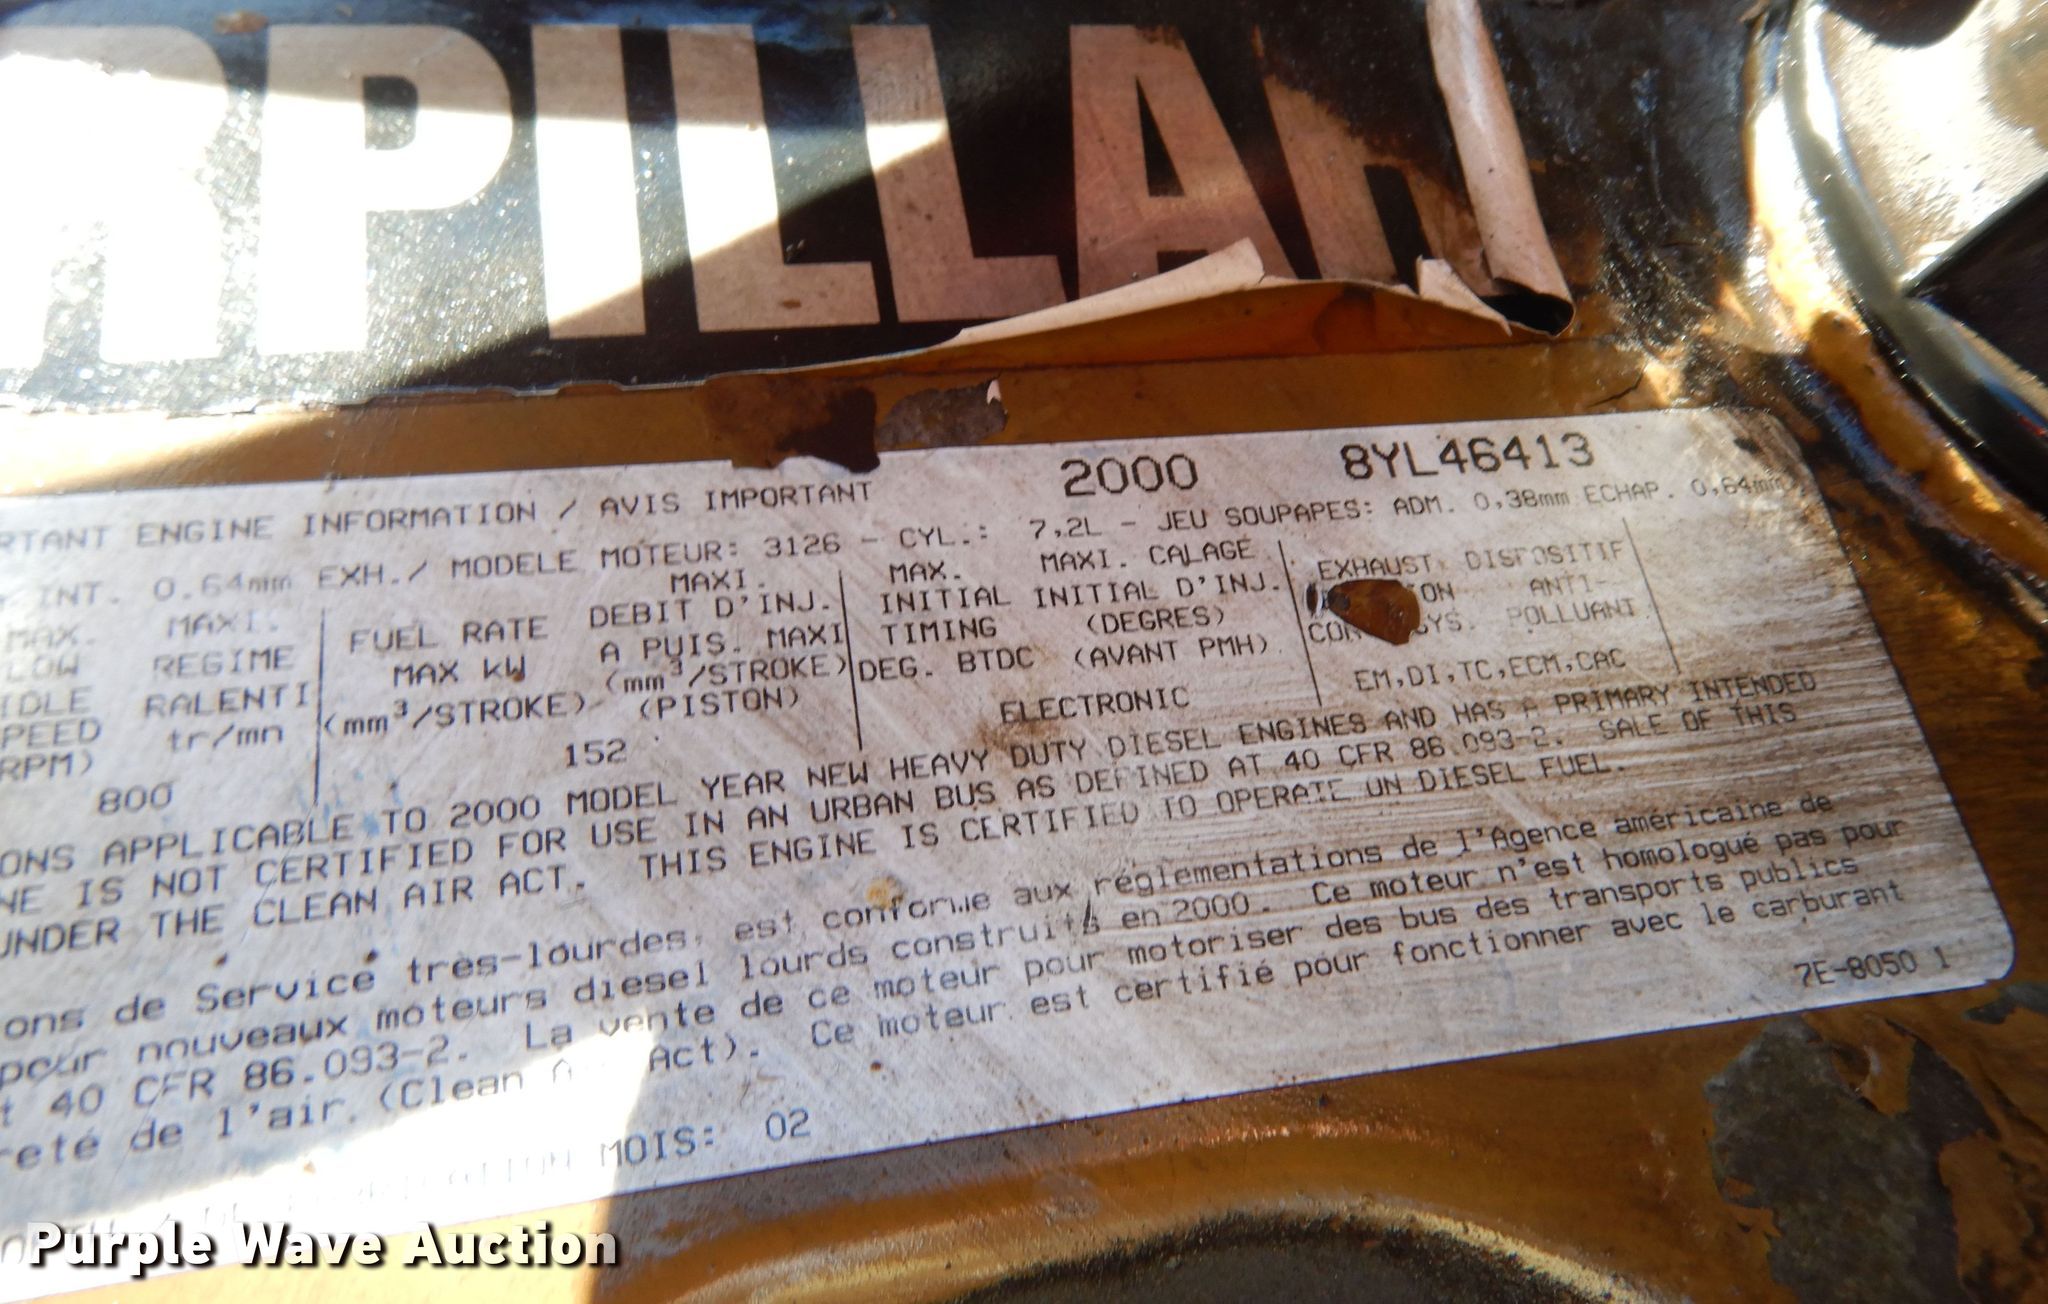 RPILLAR
2000 8YL46413
RTANT ENGINE INFORMATION / AVIS IMPORTANT
INT. 0.64mm EXH./ MODELE MOTEUR: 3126 - CYL.: 7,2L - JEU SOUPAPES: ADM. 0,38mm ECHAP. 0,64mm
MAX. MAXI. MAXI. MAX. MAXI. CALAGE EXHAUST DISPOSITIF
LOW REGIME FUEL RATE DEBIT D'INJ. INITIAL INITIAL D'INJ. ON ANTI-
IDLE RALENTI MAX kW A PUIS. MAXI TIMING (DEGRES) CON SYS. POLLUANT
PEED tr/mn (mm³/STROKE) (mm³/STROKE) DEG. BTDC (AVANT PMH)
RPM) (PISTON)
800 152 ELECTRONIC EM,DI,TC,ECM,CAC
ONS APPLICABLE TO 2000 MODEL YEAR NEW HEAVY DUTY DIESEL ENGINES AND HAS A PRIMARY INTENDED
NE IS NOT CERTIFIED FOR USE IN AN URBAN BUS AS DEFINED AT 40 CFR 86.093-2. SALE OF THIS
UNDER THE CLEAN AIR ACT. THIS ENGINE IS CERTIFIED TO OPERATE ON DIESEL FUEL.
ons de Service très-lourdes, est conforme aux réglementations de l'Agence américaine de
pour nouveaux moteurs diesel lourds construits en 2000. Ce moteur n'est homologué pas pour
t 40 CFR 86.093-2. La vente de ce moteur pour motoriser des bus des transports publics
reté de l'air.(Clean Act). Ce moteur est certifié pour fonctionner avec le carburant
7E-8050 1
MOIS: 02
Purple Wave Auction